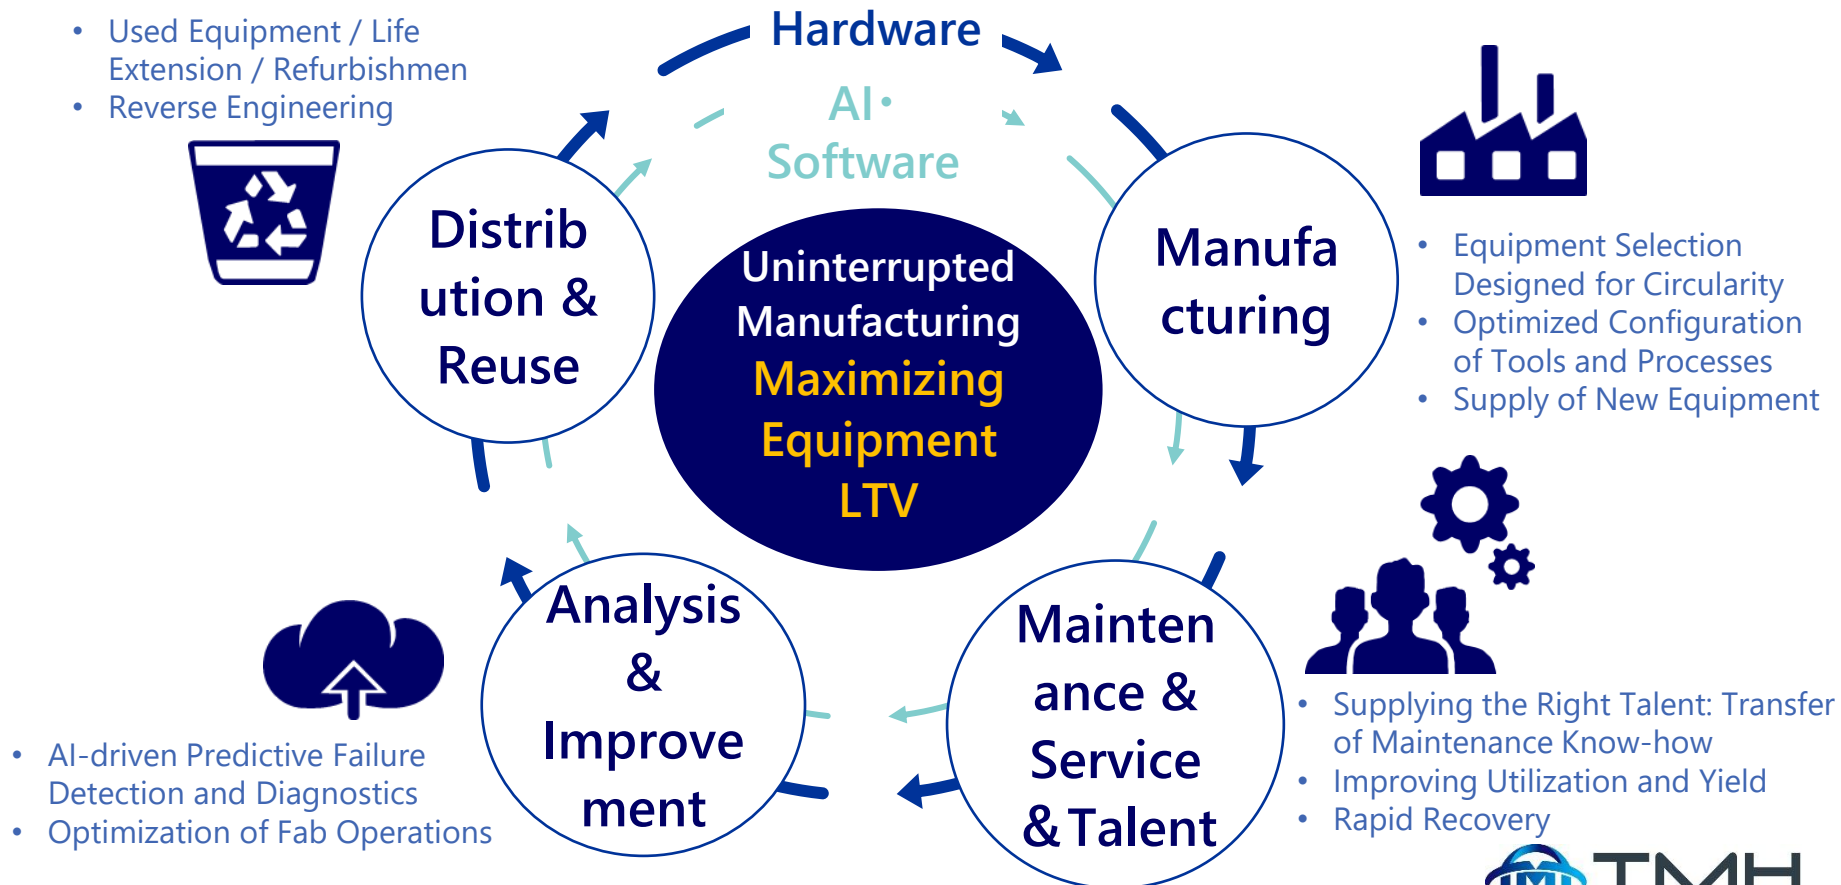 • Used Equipment / Life
Extension / Refurbishmen
• Reverse Engineering
Hardware
AI・
Software
Distrib
ution &
Reuse
Uninterrupted
Manufacturing
Maximizing
Equipment
LTV
Manufa
cturing
• Equipment Selection
Designed for Circularity
• Optimized Configuration
of Tools and Processes
• Supply of New Equipment
Analysis
&
Improve
ment
Mainten
ance &
Service
& Talent
• AI-driven Predictive Failure
Detection and Diagnostics
• Optimization of Fab Operations
• Supplying the Right Talent: Transfer
of Maintenance Know-how
• Improving Utilization and Yield
• Rapid Recovery
TMH